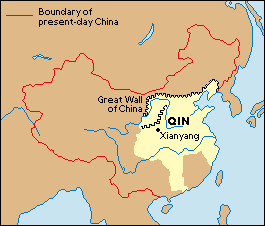 Boundary of
present-day China
Great Wall
of China
QIN
Xianyang